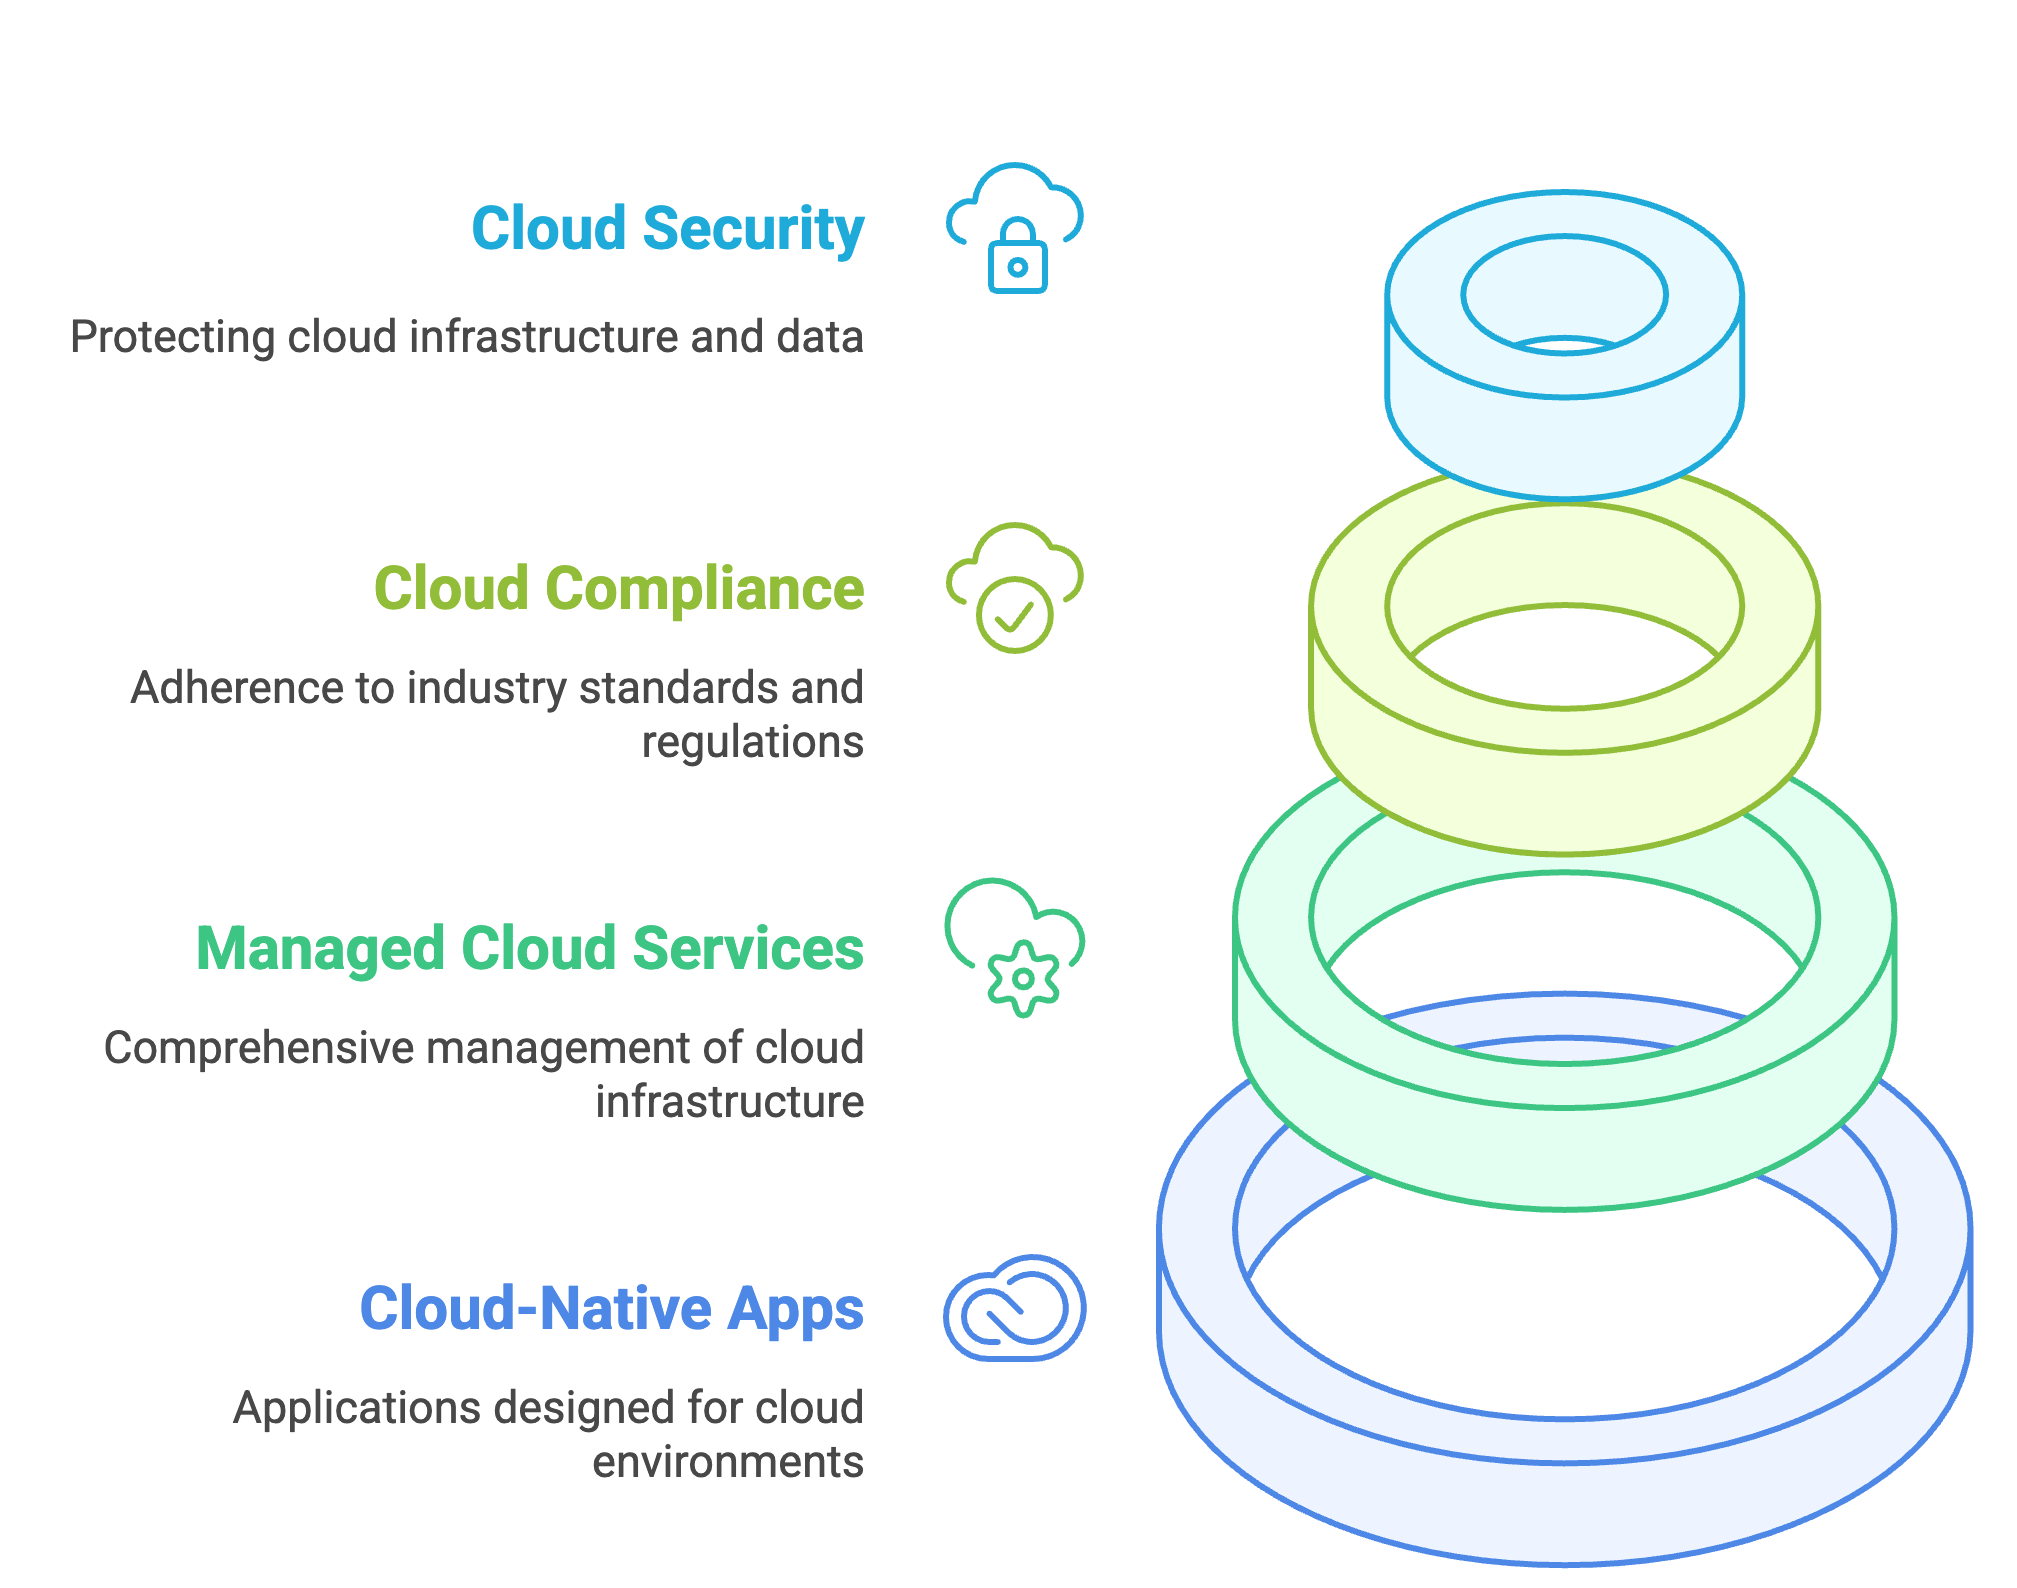 Cloud Security
Protecting cloud infrastructure and data
Cloud Compliance
Adherence to industry standards and
regulations
Managed Cloud Services
Comprehensive management of cloud
infrastructure
Cloud-Native Apps
Applications designed for cloud
environments